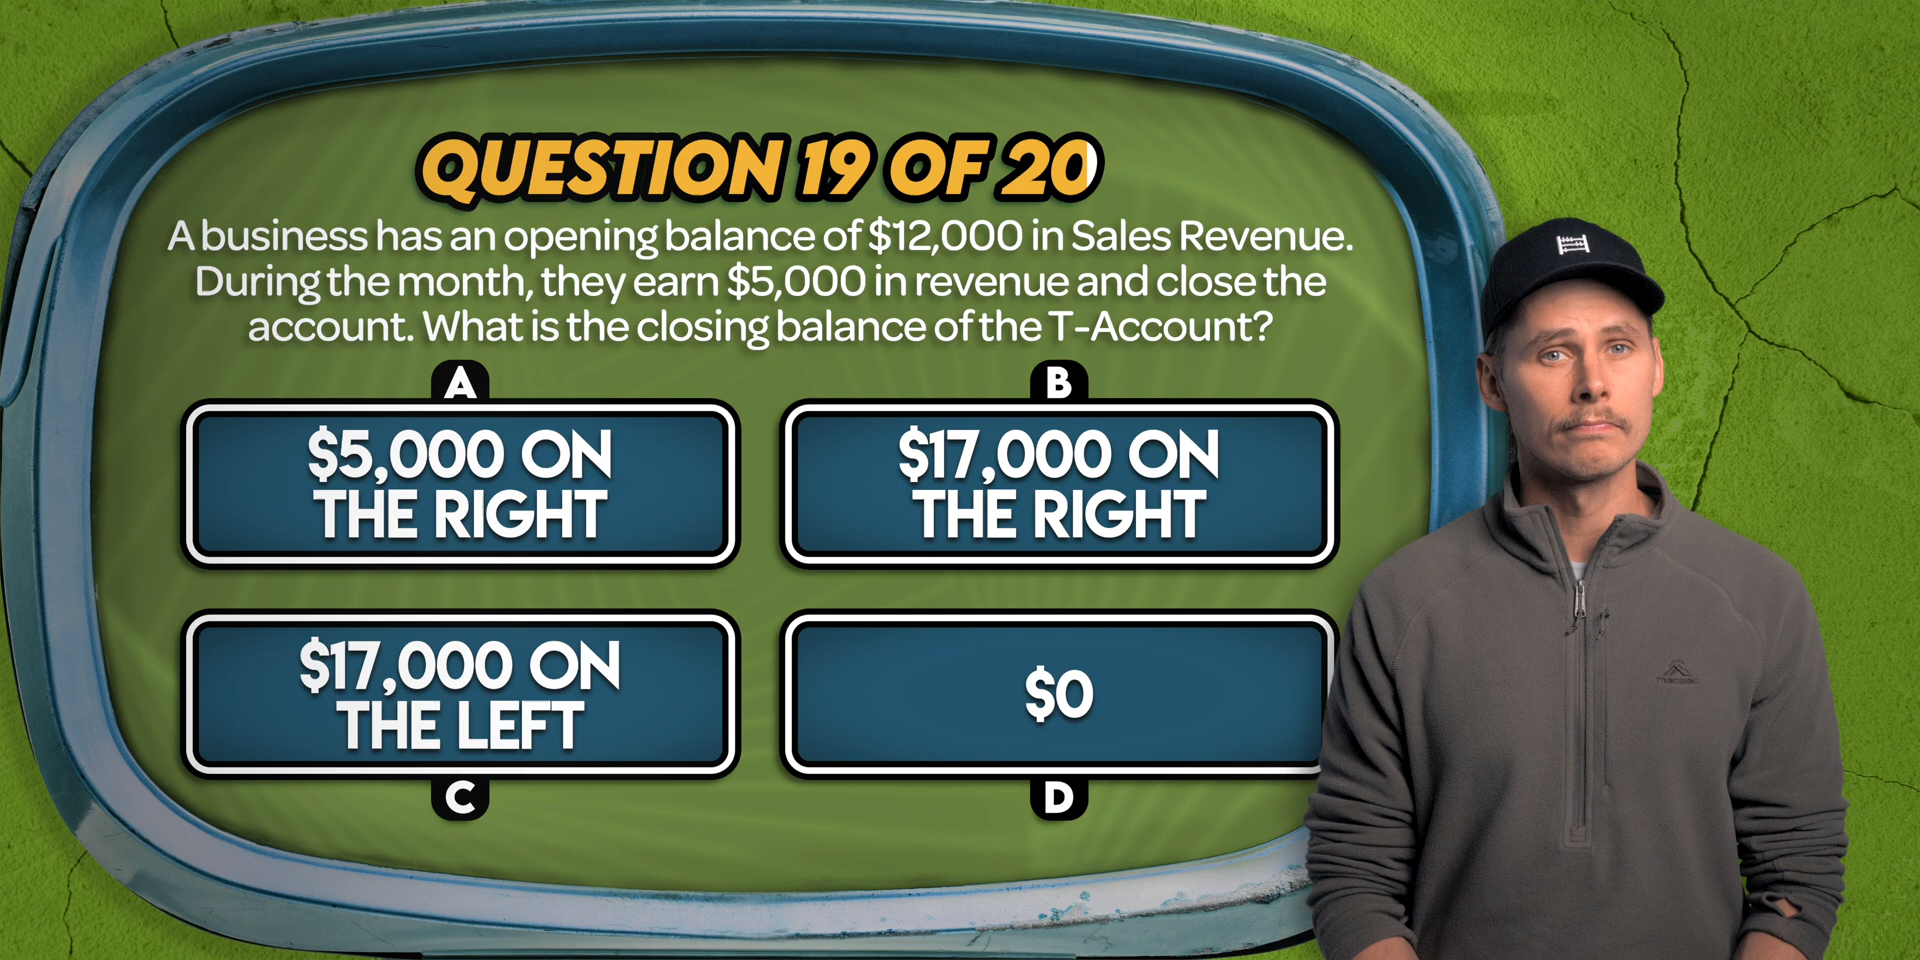 QUESTION 19 OF 20
A business has an opening balance of $12,000 in Sales Revenue.
During the month, they earn $5,000 in revenue and close the
account. What is the closing balance of the T-Account?
A
$5,000 ON
THE RIGHT
B
$17,000 ON
THE RIGHT
$17,000 ON
THE LEFT
C
$0
D
macpac